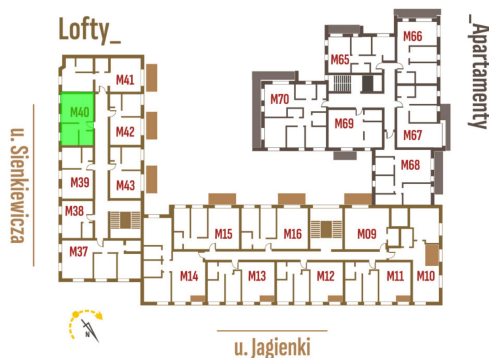 Lofty_
_Apartamenty
M66
M65
M41
M70
M40
M42
M69
M67
M68
u. Sienkiewicza
M39
M43
M38
M15
M16
M09
M37
M14
M13
M12
M11
M10
N
u. Jagienki